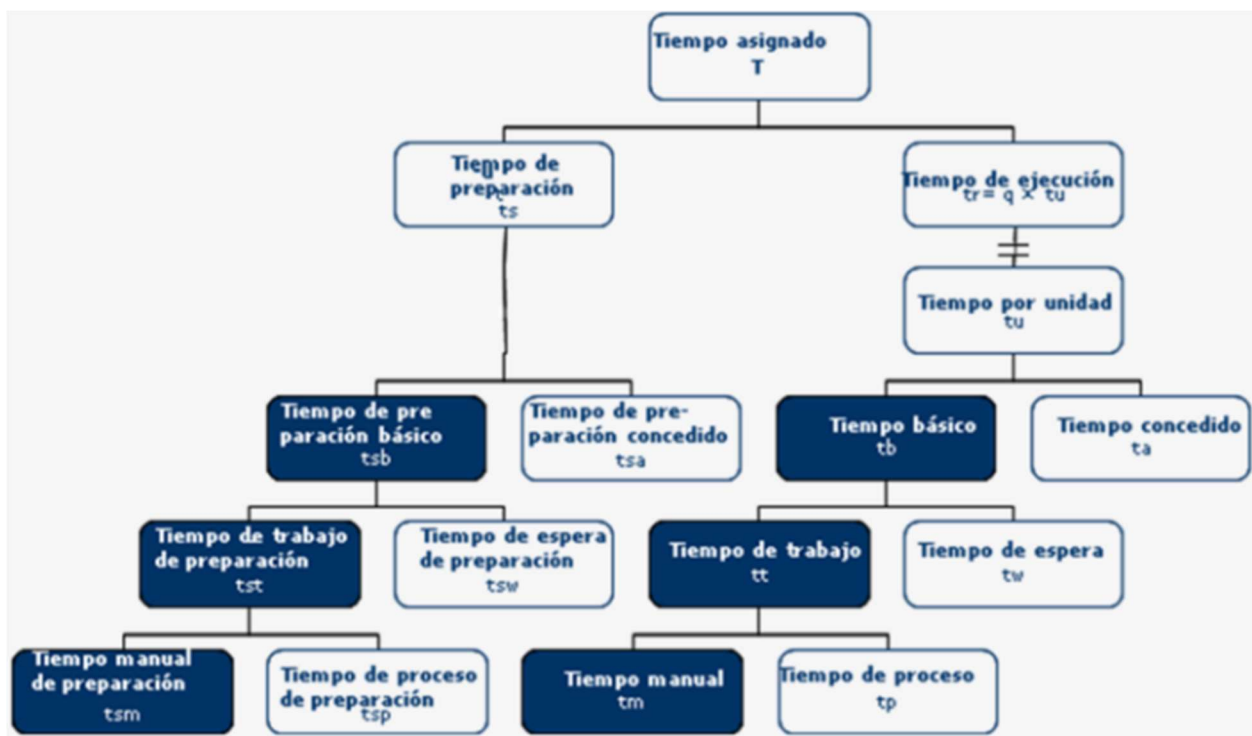 Tiempo asignado
T
Tiempo de
preparación
ts
Tiempo de ejecución
tr= q × tu
Tiempo por unidad
tu
Tiempo de pre
paración básico
tsb
Tiempo de pre-
paración concedido
tsa
Tiempo básico
tb
Tiempo concedido
ta
Tiempo de trabajo
de preparación
tst
Tiempo de espera
de preparación
tsw
Tiempo de trabajo
tt
Tiempo de espera
tw
Tiempo manual
de preparación
tsm
Tiempo de proceso
de preparación
tsp
Tiempo manual
tm
Tiempo de proceso
tp